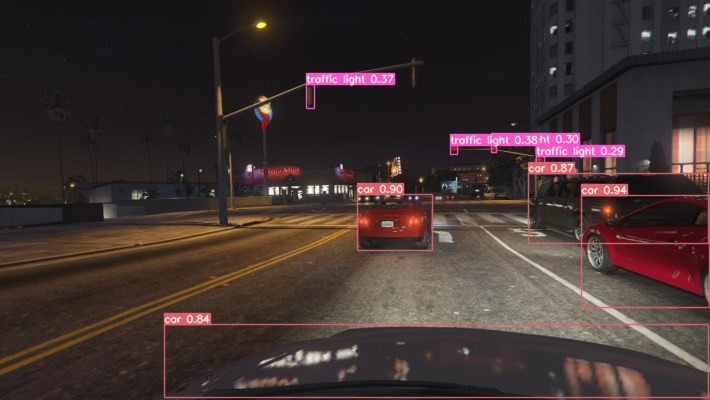 traffic light 0.37
traffic light 0.38
ht 0.30
traffic light 0.29
car 0.87
car 0.90
car 0.94
car 0.84